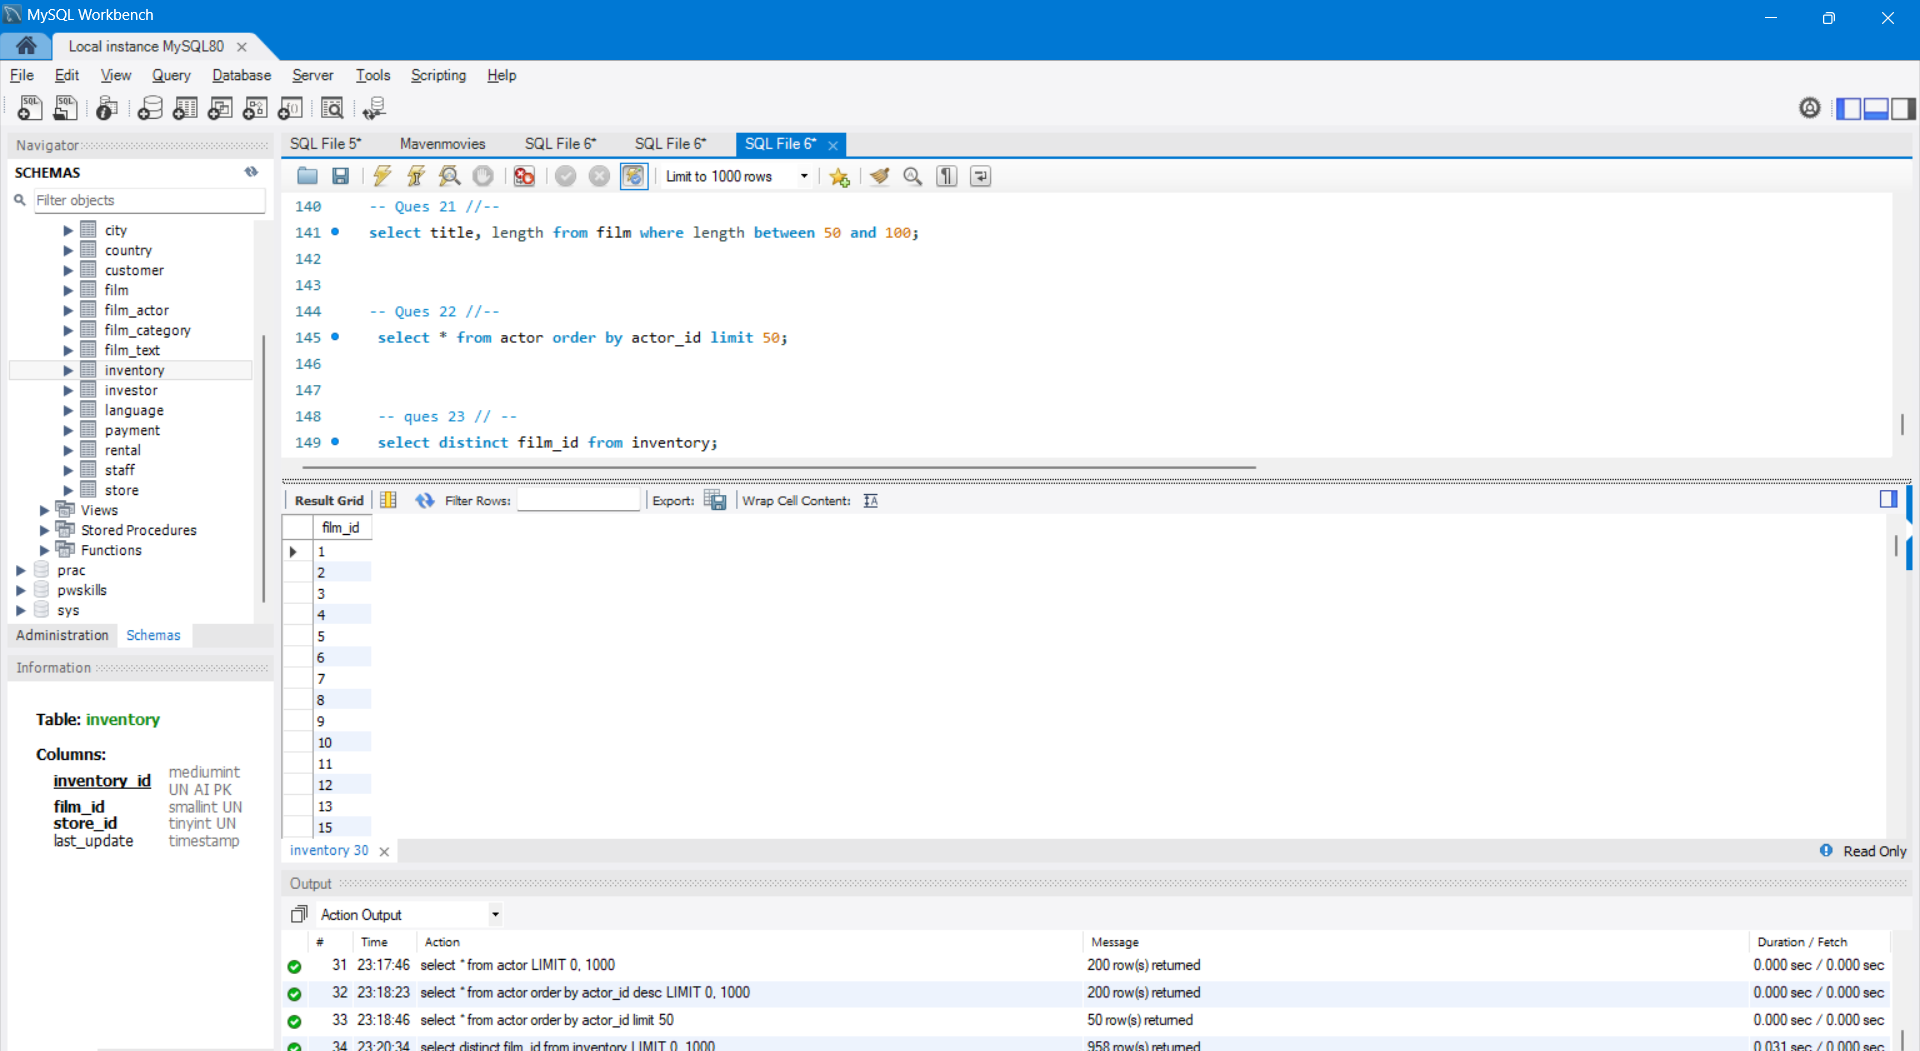 MySQL Workbench
Local instance MySQL80
File Edit View Query Database Server Tools Scripting Help
Navigator
SCHEMAS
Filter objects
city
country
customer
film
film_actor
film_category
film_text
inventory
investor
language
payment
rental
staff
store
Views
Stored Procedures
Functions
prac
pwskills
sys
Administration Schemas
Information
Table: inventory
Columns:
inventory_id mediumint UN AI PK
film_id smallint UN
store_id tinyint UN
last_update timestamp
SQL File 5* Mavenmovies SQL File 6* SQL File 6* SQL File 6*
Limit to 1000 rows
140 -- Ques 21 //--
141 select title, length from film where length between 50 and 100;
142
143
144 -- Ques 22 //--
145 select * from actor order by actor_id limit 50;
146
147
148 -- ques 23 // --
149 select distinct film_id from inventory;
Result Grid Filter Rows: Export: Wrap Cell Content:
film_id
1
2
3
4
5
6
7
8
9
10
11
12
13
15
inventory 30 Read Only
Output
Action Output
# Time Action Message Duration / Fetch
31 23:17:46 select * from actor LIMIT 0, 1000 200 row(s) returned 0.000 sec / 0.000 sec
32 23:18:23 select * from actor order by actor_id desc LIMIT 0, 1000 200 row(s) returned 0.000 sec / 0.000 sec
33 23:18:46 select * from actor order by actor_id limit 50 50 row(s) returned 0.000 sec / 0.000 sec
34 23:20:34 select distinct film_id from inventory LIMIT 0, 1000 958 row(s) returned 0.031 sec / 0.000 sec